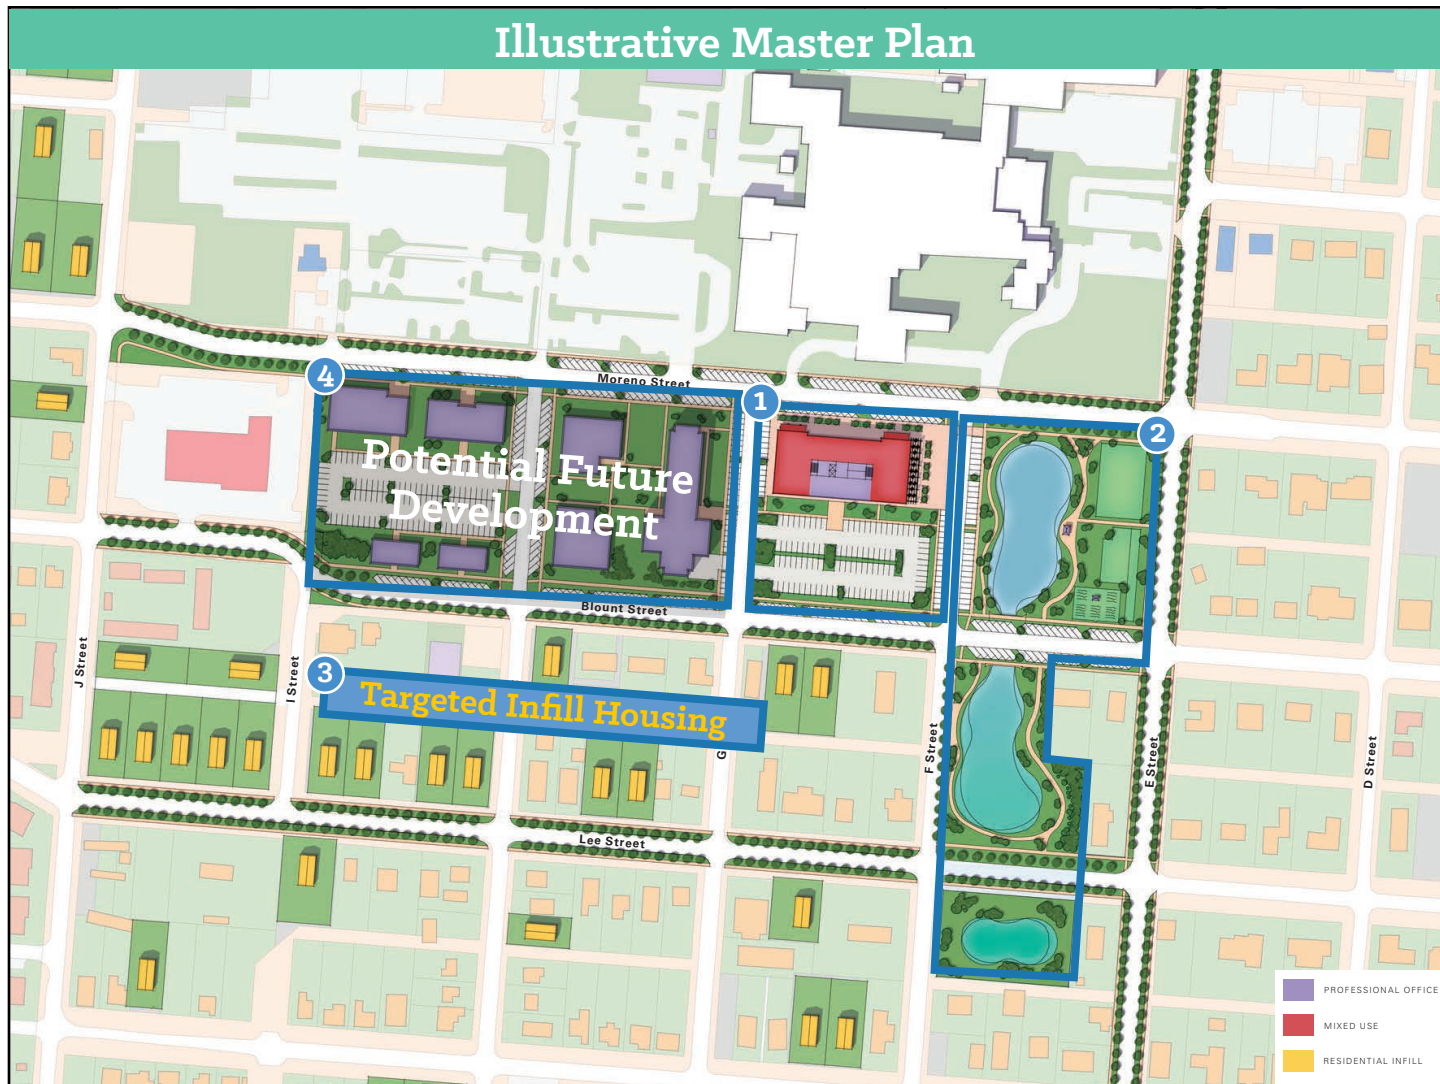 Illustrative Master Plan
4
Moreno Street
1
2
Potential Future
Development
Blount Street
J Street
I Street
3
Targeted Infill Housing
G
F Street
E Street
D Street
Lee Street
PROFESSIONAL OFFICE
MIXED USE
RESIDENTIAL INFILL